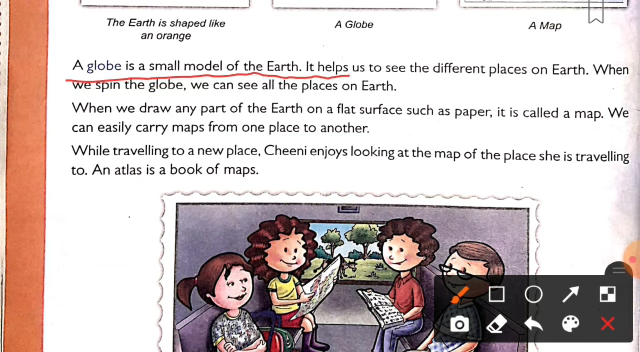 The Earth is shaped like
an orange
A Globe
A Map
A globe is a small model of the Earth. It helps us to see the different places on Earth. When
we spin the globe, we can see all the places on Earth.
When we draw any part of the Earth on a flat surface such as paper, it is called a map. We
can easily carry maps from one place to another.
While travelling to a new place, Cheeni enjoys looking at the map of the place she is travelling
to. An atlas is a book of maps.